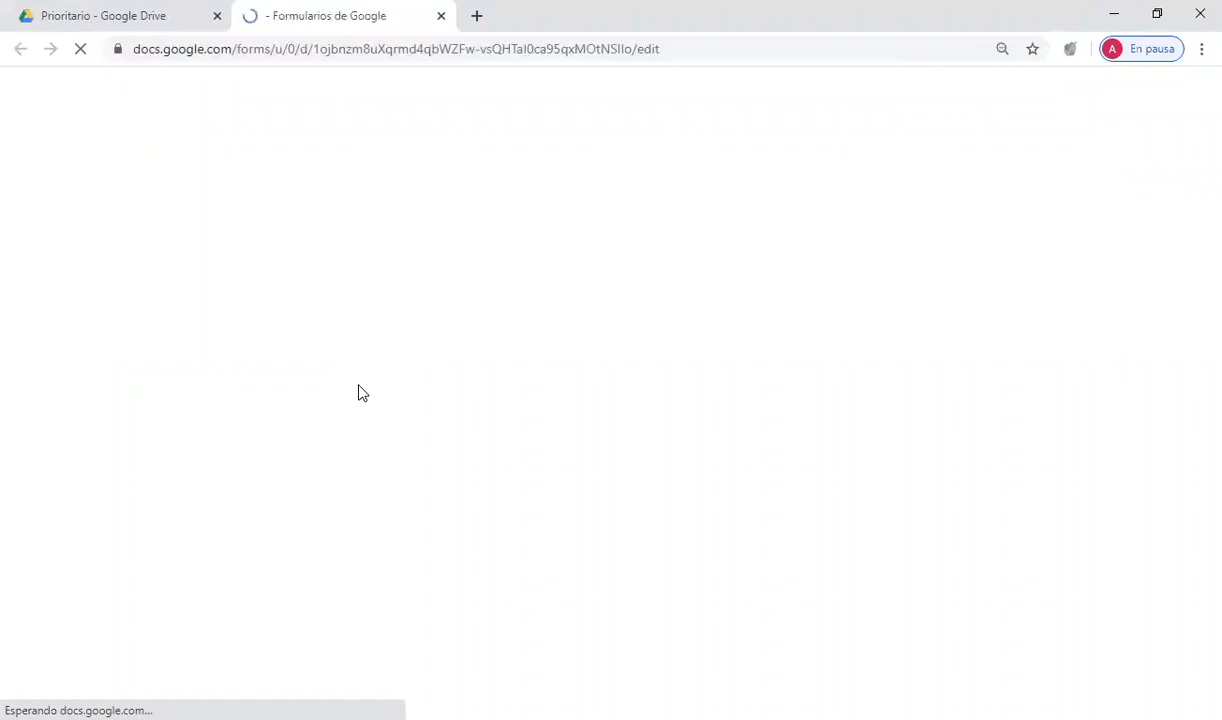 Prioritario - Google Drive
- Formularios de Google
docs.google.com/forms/u/0/d/1ojbnzm8uXqrmd4qbWZFw-vsQHTaI0ca95qxMOtNSIIo/edit
A
En pausa
Esperando docs.google.com...